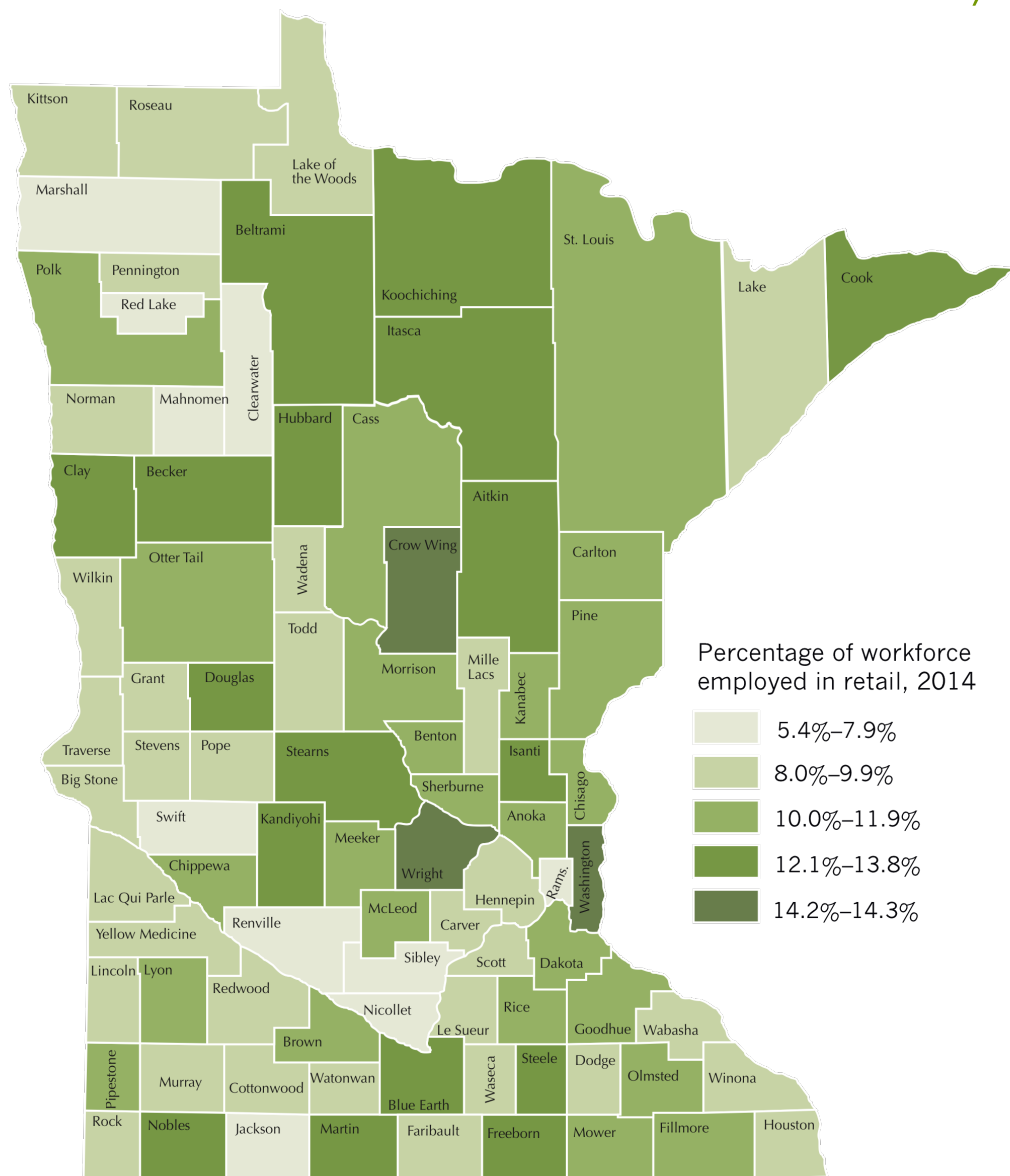 Kittson
Roseau
Lake of
the Woods
Marshall
Beltrami
St. Louis
Polk
Pennington
Koochiching
Lake
Cook
Red Lake
Itasca
Clearwater
Norman
Mahnomen
Hubbard
Cass
Clay
Becker
Aitkin
Otter Tail
Crow Wing
Carlton
Wilkin
Wadena
Todd
Pine
Grant
Douglas
Morrison
Mille
Lacs
Kanabec
Percentage of workforce
employed in retail, 2014
5.4%–7.9%
8.0%–9.9%
10.0%–11.9%
12.1%–13.8%
14.2%–14.3%
Traverse
Stevens
Pope
Stearns
Benton
Isanti
Big Stone
Sherburne
Chisago
Swift
Kandiyohi
Meeker
Anoka
Chippewa
Wright
Rams.
Washington
Lac Qui Parle
Hennepin
Renville
McLeod
Carver
Yellow Medicine
Sibley
Scott
Dakota
Lincoln
Lyon
Redwood
Nicollet
Le Sueur
Rice
Goodhue
Wabasha
Brown
Pipestone
Murray
Cottonwood
Watonwan
Blue Earth
Waseca
Steele
Dodge
Olmsted
Winona
Rock
Nobles
Jackson
Martin
Faribault
Freeborn
Mower
Fillmore
Houston